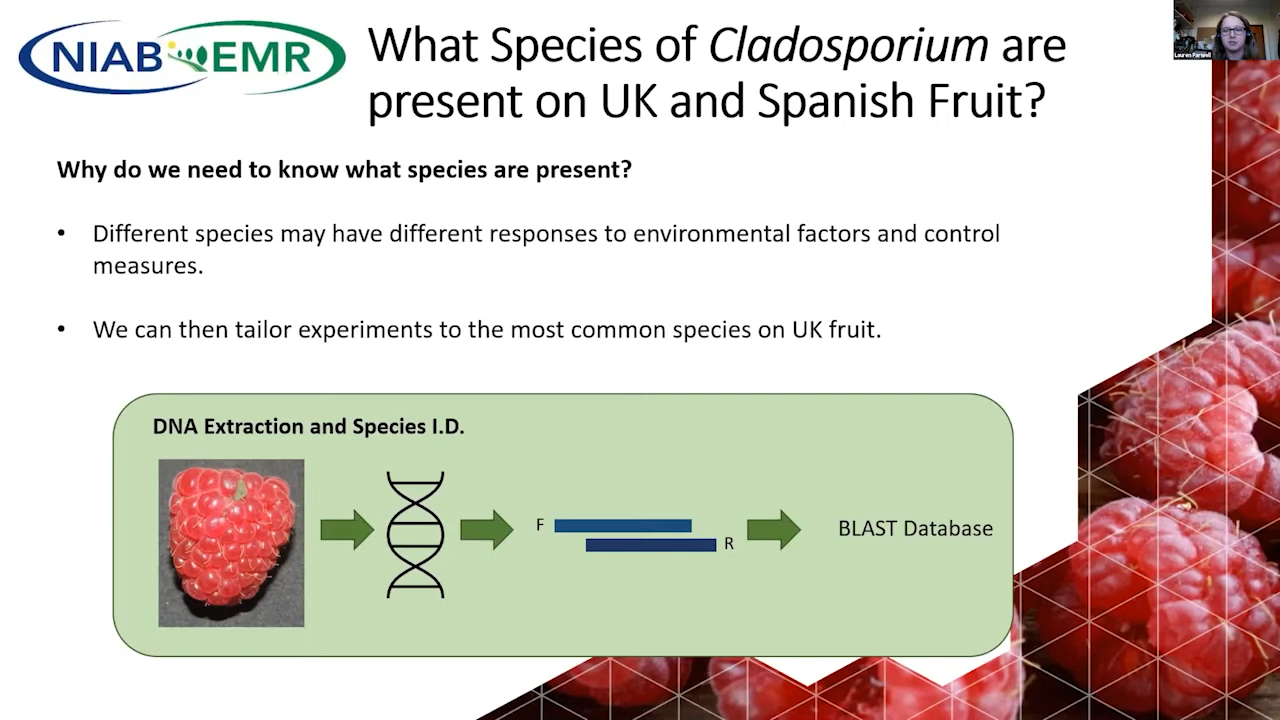 NIAB EMR
What Species of Cladosporium are
present on UK and Spanish Fruit?
Lauren Farwell
Why do we need to know what species are present?
• Different species may have different responses to environmental factors and control
measures.
• We can then tailor experiments to the most common species on UK fruit.
DNA Extraction and Species I.D.
F
R
BLAST Database